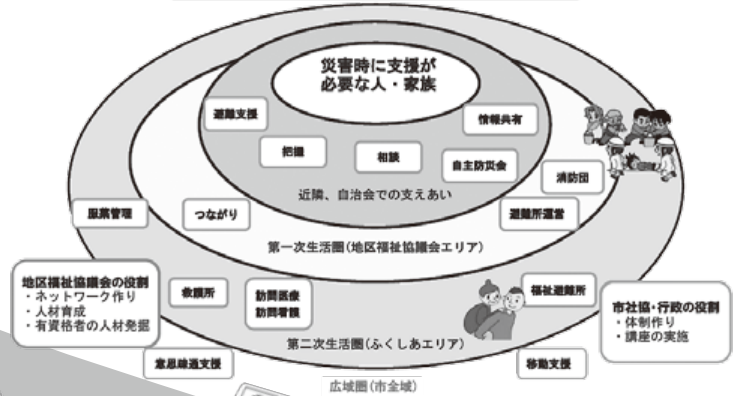 災害時に支援が
必要な人・家族
避難支援
情報共有
把握
相談
自主防災会
消防団
近隣、自治会での支えあい
服薬管理
つながり
避難所運営
第一次生活圏(地区福祉協議会エリア)
地区福祉協議会の役割
・ネットワーク作り
・人材育成
・有資格者の人材発掘
救護所
訪問医療
訪問看護
福祉避難所
市社協・行政の役割
・体制作り
・講座の実施
第二次生活圏(ふくしあエリア)
意思疎通支援
移動支援
広域圏(市全域)